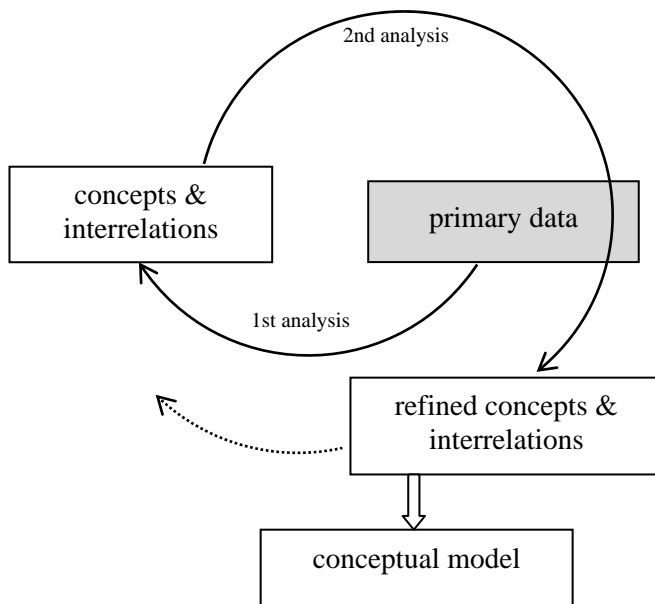 2nd analysis
concepts &
interrelations
primary data
1st analysis
refined concepts &
interrelations
conceptual model